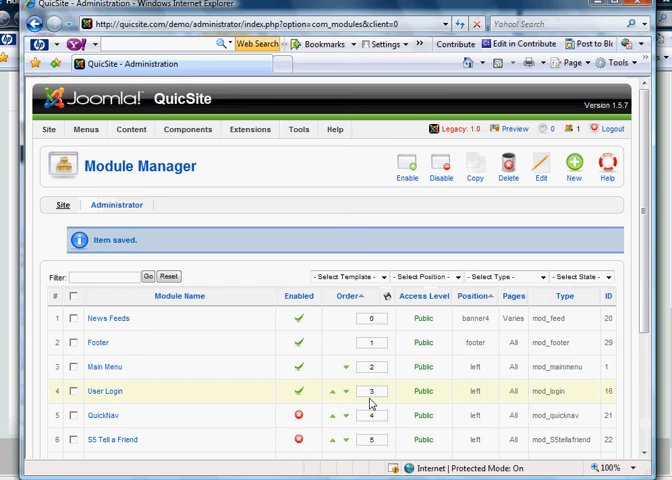 QuicSite - Administration - Windows Internet Explorer
http://quicsite.com/demo/administrator/index.php?option=com_modules&client=0
Yahoo! Search
Web Search
Bookmarks
Settings
Contribute
Edit in Contribute
Post to Bl
QuicSite - Administration
Page
Tools
Joomla!
QuicSite
Version 1.5.7
Site Menus Content Components Extensions Tools Help
Legacy: 1.0 Preview 0 1 Logout
Module Manager
Enable Disable Copy Delete Edit New Help
Site Administrator
Item saved.
Filter: Go Reset - Select Template - - Select Position - - Select Type - - Select State -
# Module Name Enabled Order Access Level Position Pages Type ID
1 News Feeds 0 Public banner4 Varies mod_feed 20
2 Footer 1 Public footer All mod_footer 29
3 Main Menu 2 Public left All mod_mainmenu 1
4 User Login 3 Public left All mod_login 16
5 QuickNav 4 Public left All mod_quicknav 21
6 S5 Tell a Friend 5 Public left All mod_S5tellafriend 22
Internet | Protected Mode: On
100%